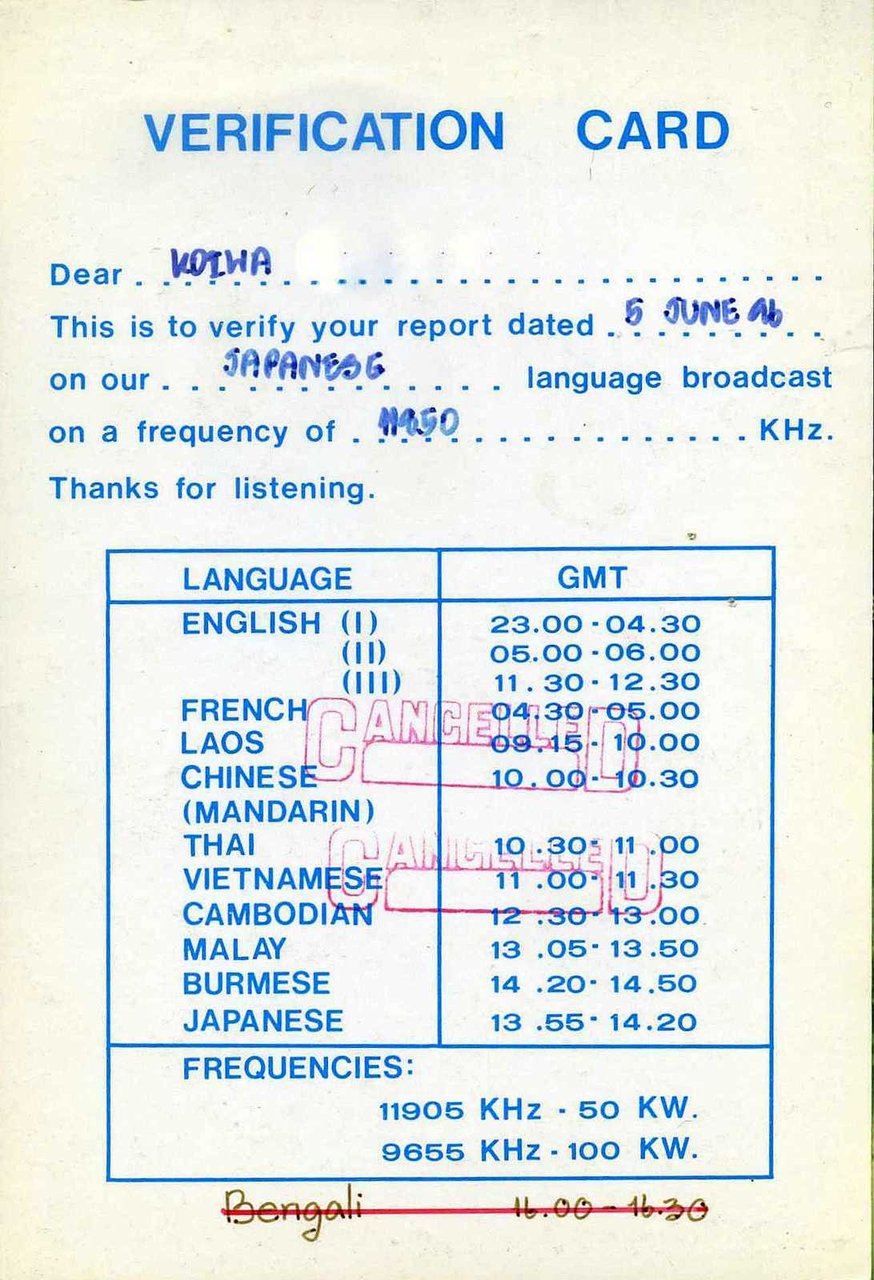 VERIFICATION CARD
Dear . KOIWA
This is to verify your report dated . 5 JUNE
on our . JAPANESE . language broadcast
on a frequency of . KHz.
Thanks for listening.
LANGUAGE GMT
ENGLISH (I) 23.00 - 04.30
(II) 05.00 - 06.00
(III) 11.30 - 12.30
FRENCH 04.30 - 05.00
LAOS 09.15 - 10.00
CHINESE 10.00 - 10.30
(MANDARIN)
THAI 10.30 - 11.00
VIETNAMESE 11.00 - 11.30
CAMBODIAN 12.30 - 13.00
MALAY 13.05 - 13.50
BURMESE 14.20 - 14.50
JAPANESE 13.55 - 14.20
CANCELLED
CANCELLED
FREQUENCIES:
11905 KHz - 50 KW.
9655 KHz - 100 KW.
Bengali 16.00 - 16.30